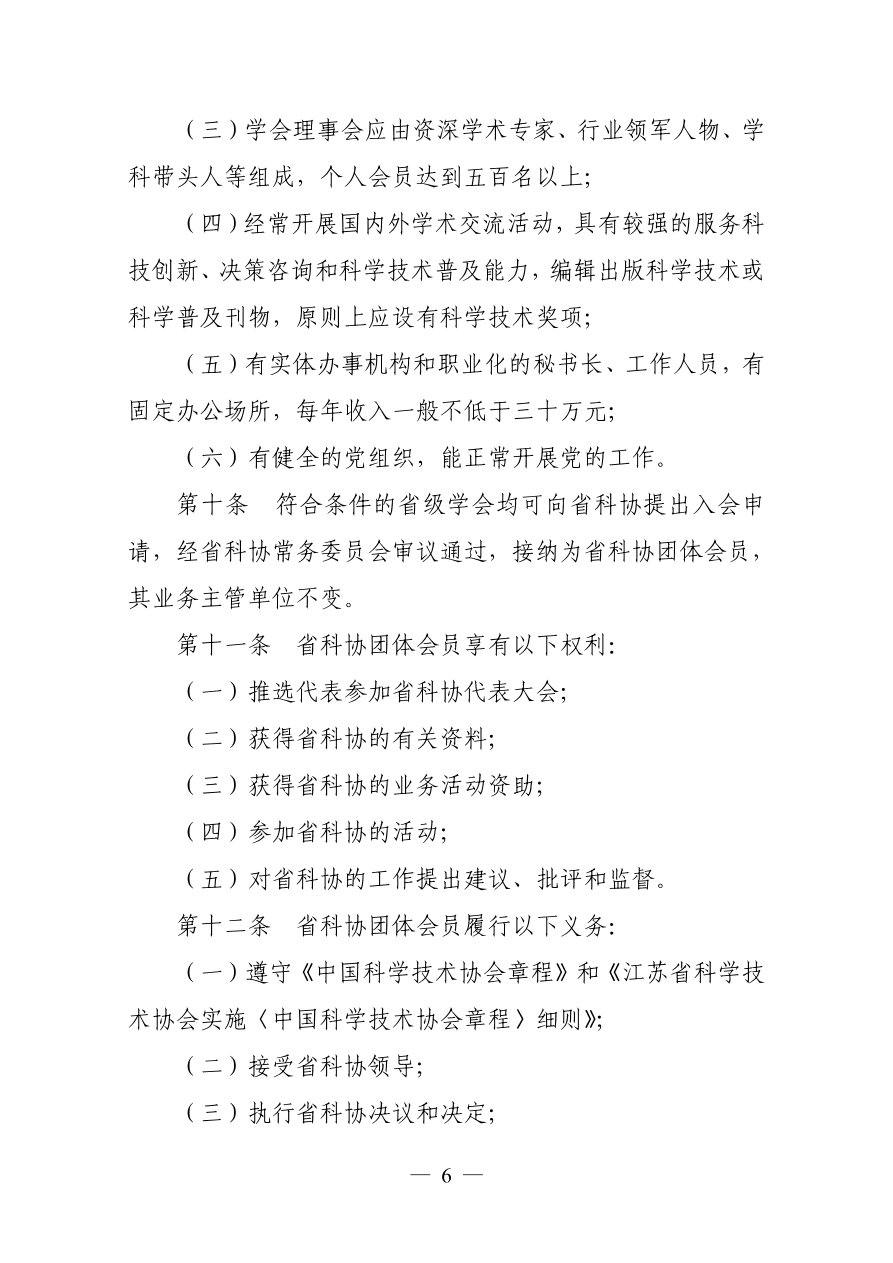 （三）学会理事会应由资深学术专家、行业领军人物、学
科带头人等组成，个人会员达到五百名以上；
（四）经常开展国内外学术交流活动，具有较强的服务科
技创新、决策咨询和科学技术普及能力，编辑出版科学技术或
科学普及刊物，原则上应设有科学技术奖项；
（五）有实体办事机构和职业化的秘书长、工作人员，有
固定办公场所，每年收入一般不低于三十万元；
（六）有健全的党组织，能正常开展党的工作。
第十条　符合条件的省级学会均可向省科协提出入会申
请，经省科协常务委员会审议通过，接纳为省科协团体会员，
其业务主管单位不变。
第十一条　省科协团体会员享有以下权利：
（一）推选代表参加省科协代表大会；
（二）获得省科协的有关资料；
（三）获得省科协的业务活动资助；
（四）参加省科协的活动；
（五）对省科协的工作提出建议、批评和监督。
第十二条　省科协团体会员履行以下义务：
（一）遵守《中国科学技术协会章程》和《江苏省科学技
术协会实施〈中国科学技术协会章程〉细则》；
（二）接受省科协领导；
（三）执行省科协决议和决定；
— 6 —